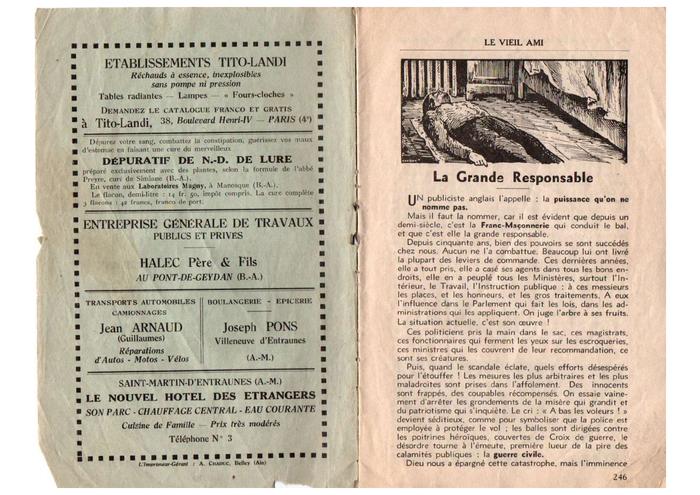 ETABLISSEMENTS TITO-LANDI
Réchauds à essence, inexplosibles
sans pompe ni pression
Tables radiantes — Lampes — « Fours-cloches »
DEMANDEZ LE CATALOGUE FRANCO ET GRATIS
à Tito-Landi, 38, Boulevard Henri-IV — PARIS (4e)
Dépurez votre sang, combattez la constipation, guérissez vos maux
d'estomac en faisant une cure du merveilleux
DÉPURATIF DE N.-D. DE LURE
préparé exclusivement avec des plantes, selon la formule de l'abbé
Preyre, curé de Simiane (B.-A.).
En vente aux Laboratoires Magny, à Manosque (B.-A.).
Le flacon, demi-litre : 14 fr. 50, impôt compris. La cure complète
3 flacons : 42 francs, franco de port.
ENTREPRISE GÉNÉRALE DE TRAVAUX
PUBLICS ET PRIVÉS
HALEC Père & Fils
AU PONT-DE-GEYDAN (B.-A.)
TRANSPORTS AUTOMOBILES
CAMIONNAGES
Jean ARNAUD
(Guillaumes)
Réparations
d'Autos - Motos - Vélos
BOULANGERIE - EPICERIE
Joseph PONS
Villeneuve d'Entraunes
(A.-M.)
SAINT-MARTIN-D'ENTRAUNES (A.-M.)
LE NOUVEL HOTEL DES ETRANGERS
SON PARC - CHAUFFAGE CENTRAL - EAU COURANTE
Cuisine de Famille — Prix très modérés
Téléphone N° 3
L'Imprimeur-Gérant : A. CHADUC, Belley (Ain)
LE VIEIL AMI
La Grande Responsable
UN publiciste anglais l'appelle : la puissance qu'on ne
nomme pas.
Mais il faut la nommer, car il est évident que depuis un
demi-siècle, c'est la Franc-Maçonnerie qui conduit le bal,
et que c'est elle la grande responsable.
Depuis cinquante ans, bien des pouvoirs se sont succédés
chez nous. Aucun ne l'a combattue. Beaucoup lui ont livré
la plupart des leviers de commande. Ces dernières années,
elle a tout pris, elle a casé ses agents dans tous les bons en-
droits, elle en a peuplé tous les Ministères, surtout l'In-
térieur, le Travail, l'Instruction publique : à ces messieurs
les places, et les honneurs, et les gros traitements. A eux
l'influence dans le Parlement qui fait les lois, dans les ad-
ministrations qui les appliquent. On juge l'arbre à ses fruits.
La situation actuelle, c'est son œuvre !
Ces politiciens pris la main dans le sac, ces magistrats,
ces fonctionnaires qui ferment les yeux sur les escroqueries,
ces ministres qui les couvrent de leur recommandation, ce
sont ses créatures.
Puis, quand le scandale éclate, quels efforts désespérés
pour l'étouffer ! Les mesures les plus arbitraires et les plus
maladroites sont prises dans l'affolement. Des innocents
sont frappés, des coupables récompensés. On essaie vaine-
ment d'arrêter les grondements de la misère qui grandit et
du patriotisme qui s'inquiète. Le cri : « A bas les voleurs ! »
devient séditieux, comme pour symboliser que la police est
employée à protéger le vol ; les balles sont dirigées contre
les poitrines héroïques, couvertes de Croix de guerre, le
désordre tourne à l'émeute, première lueur de la pire des
calamités publiques : la guerre civile.
Dieu nous a épargné cette catastrophe, mais l'imminence
246